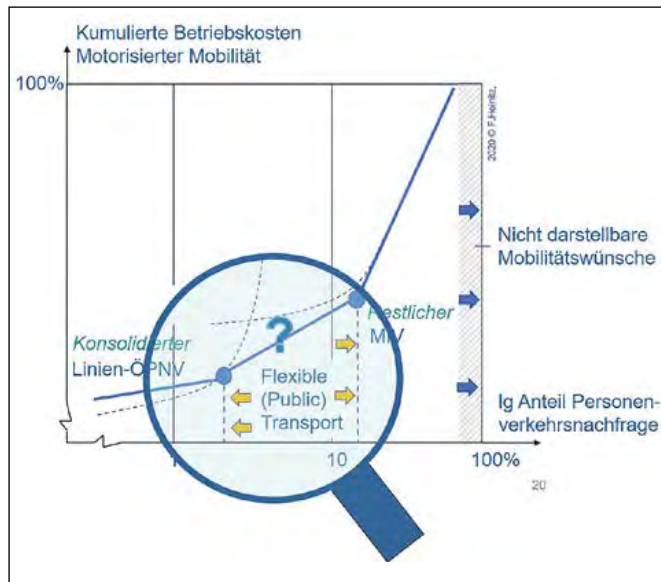 Kumulierte Betriebskosten
Motorisierter Mobilität
100%
2020 © F.Heinitz,
Nicht darstellbare
Mobilitätswünsche
?
Restlicher
MIV
Konsolidierter
Linien-ÖPNV
Flexible
(Public)
Transport
lg Anteil Personen-
verkehrsnachfrage
1
10
100%
20